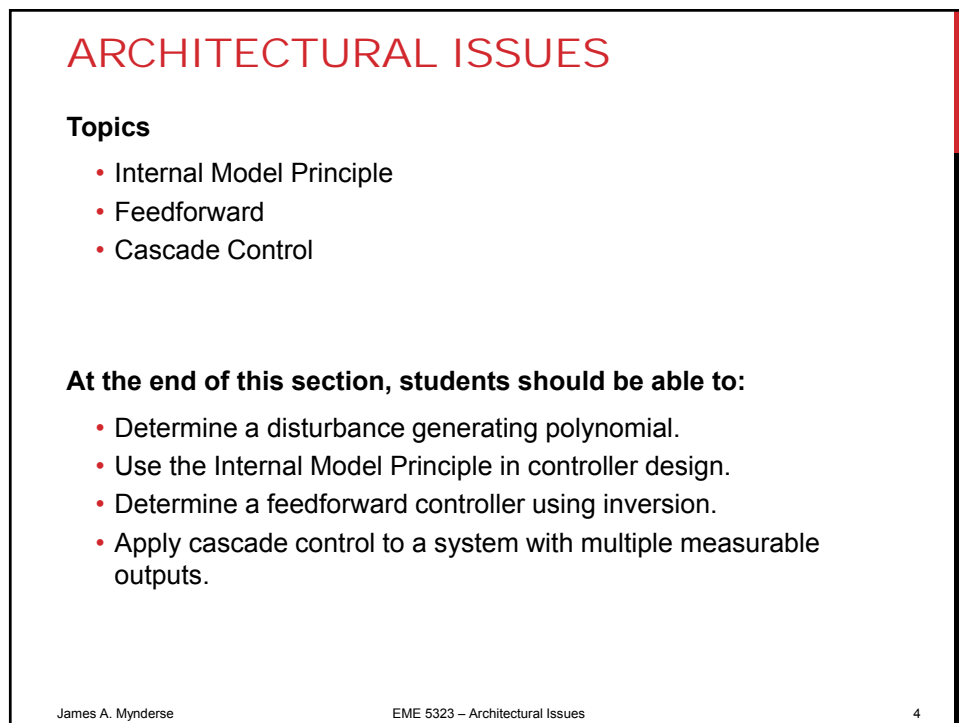 ARCHITECTURAL ISSUES
Topics
• Internal Model Principle
• Feedforward
• Cascade Control
At the end of this section, students should be able to:
• Determine a disturbance generating polynomial.
• Use the Internal Model Principle in controller design.
• Determine a feedforward controller using inversion.
• Apply cascade control to a system with multiple measurable
outputs.
James A. Mynderse EME 5323 – Architectural Issues 4